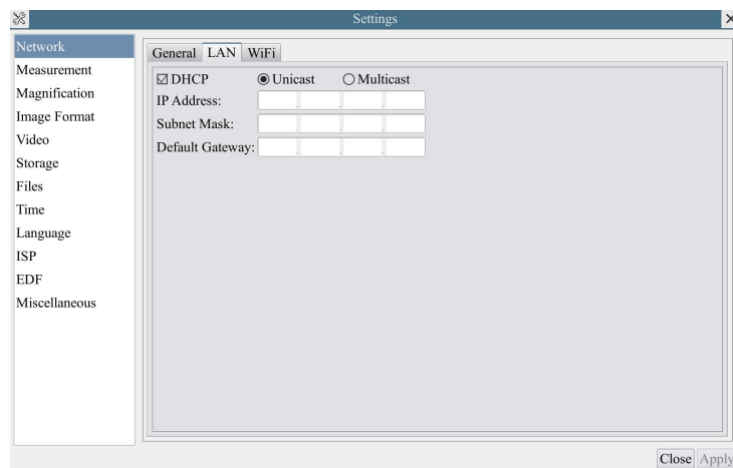 Settings
Network
Measurement
Magnification
Image Format
Video
Storage
Files
Time
Language
ISP
EDF
Miscellaneous
General LAN WiFi
DHCP Unicast Multicast
IP Address:
Subnet Mask:
Default Gateway:
Close Apply